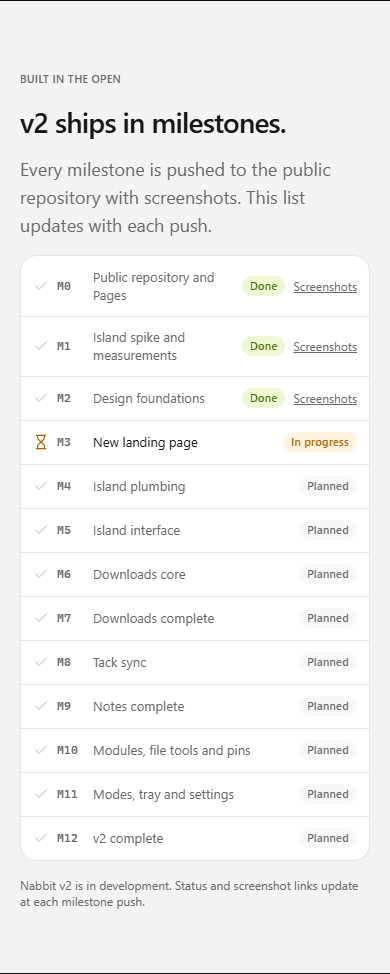 BUILT IN THE OPEN
v2 ships in milestones.
Every milestone is pushed to the public
repository with screenshots. This list
updates with each push.
M0 Public repository and Pages Done Screenshots
M1 Island spike and measurements Done Screenshots
M2 Design foundations Done Screenshots
M3 New landing page In progress
M4 Island plumbing Planned
M5 Island interface Planned
M6 Downloads core Planned
M7 Downloads complete Planned
M8 Tack sync Planned
M9 Notes complete Planned
M10 Modules, file tools and pins Planned
M11 Modes, tray and settings Planned
M12 v2 complete Planned
Nabbit v2 is in development. Status and screenshot links update
at each milestone push.